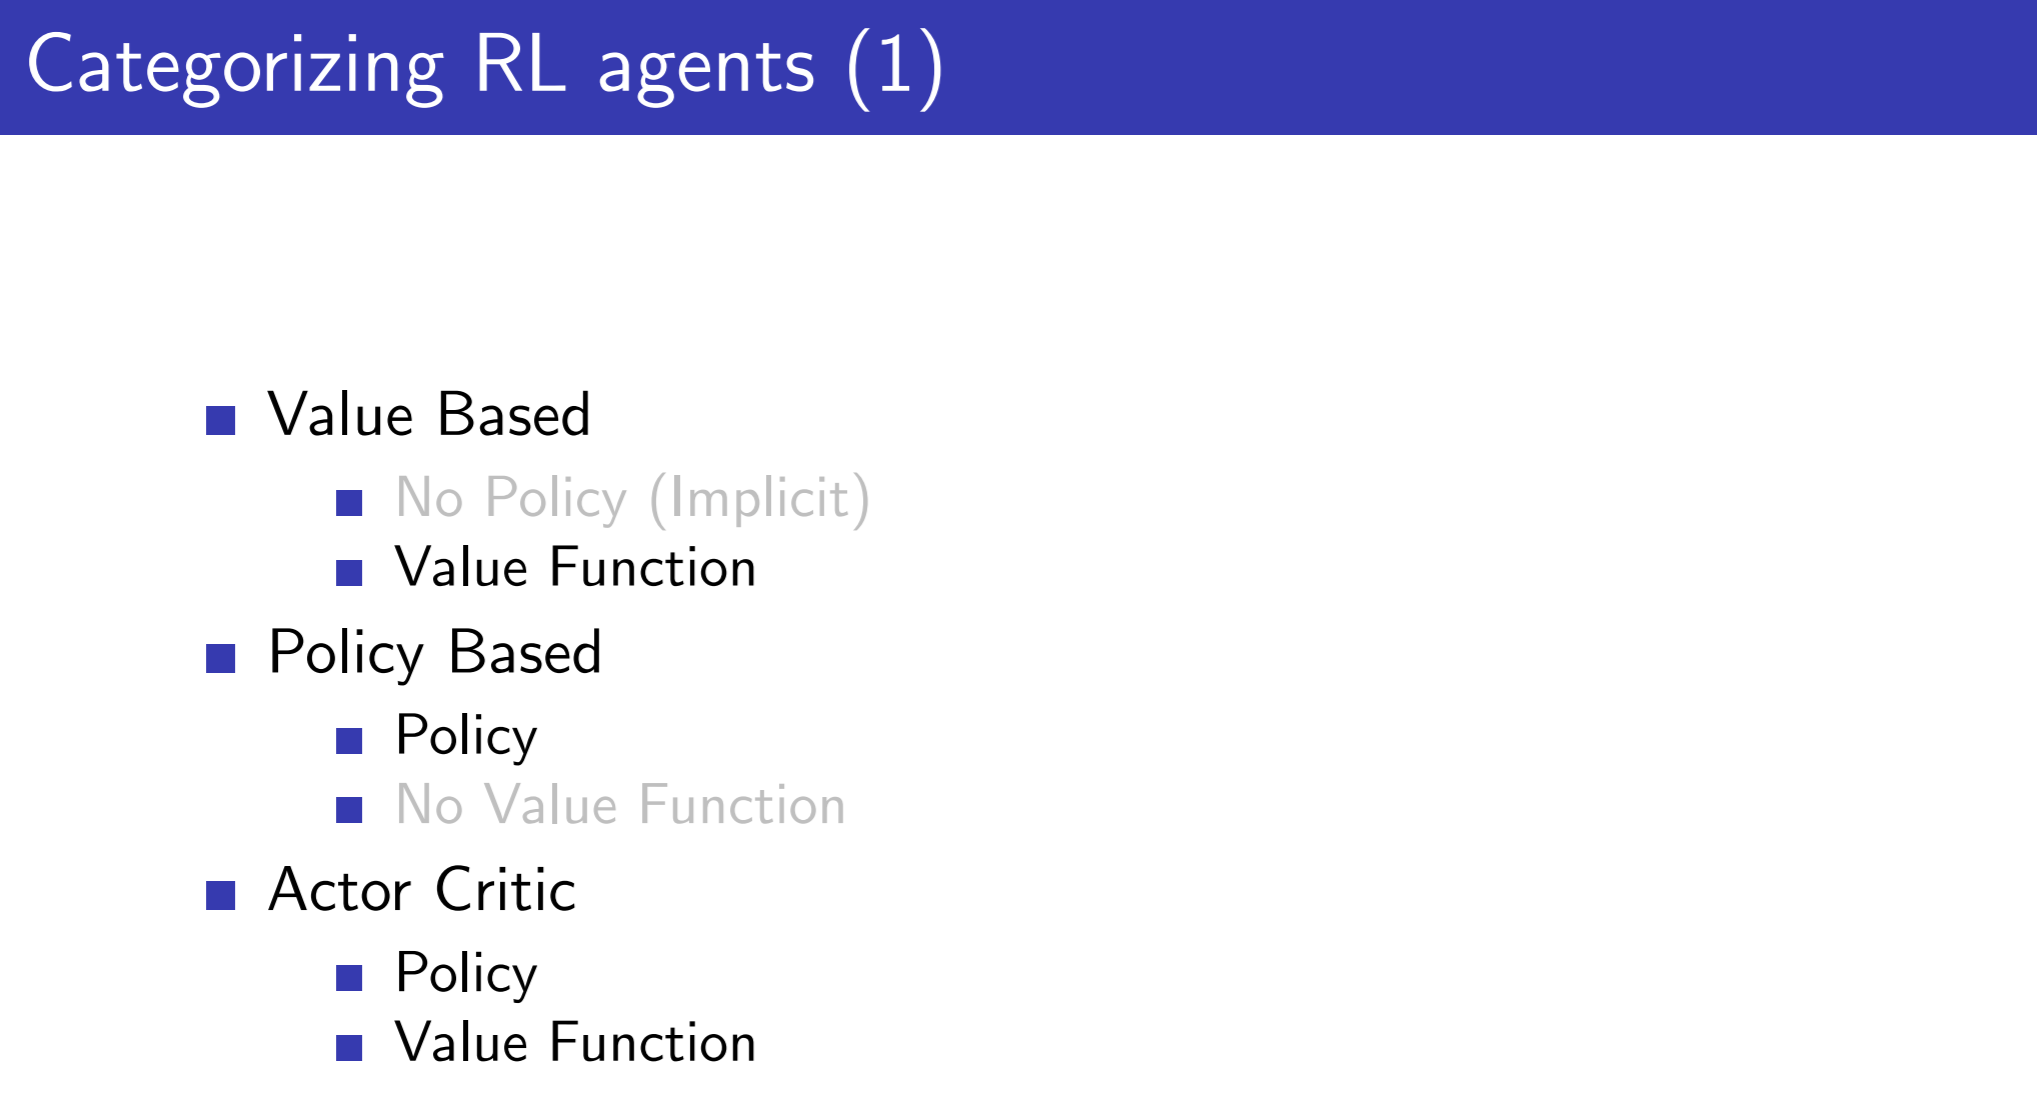 Categorizing RL agents (1)
Value Based
No Policy (Implicit)
Value Function
Policy Based
Policy
No Value Function
Actor Critic
Policy
Value Function